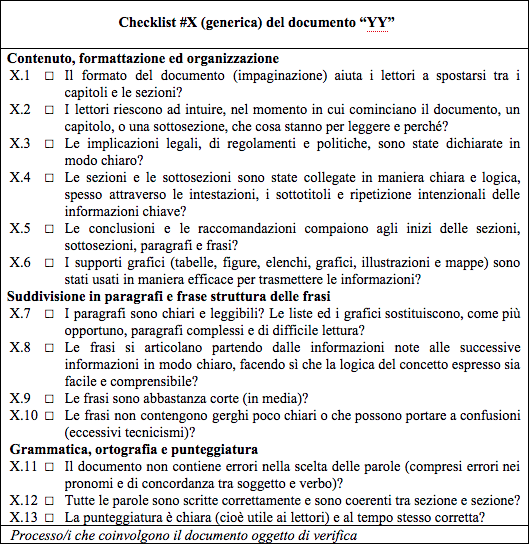 Checklist #X (generica) del documento “YY”
Contenuto, formattazione ed organizzazione
X.1 □ Il formato del documento (impaginazione) aiuta i lettori a spostarsi tra i
capitoli e le sezioni?
X.2 □ I lettori riescono ad intuire, nel momento in cui cominciano il documento, un
capitolo, o una sottosezione, che cosa stanno per leggere e perché?
X.3 □ Le implicazioni legali, di regolamenti e politiche, sono state dichiarate in
modo chiaro?
X.4 □ Le sezioni e le sottosezioni sono state collegate in maniera chiara e logica,
spesso attraverso le intestazioni, i sottotitoli e ripetizione intenzionali delle
informazioni chiave?
X.5 □ Le conclusioni e le raccomandazioni compaiono agli inizi delle sezioni,
sottosezioni, paragrafi e frasi?
X.6 □ I supporti grafici (tabelle, figure, elenchi, grafici, illustrazioni e mappe) sono
stati usati in maniera efficace per trasmettere le informazioni?
Suddivisione in paragrafi e frase struttura delle frasi
X.7 □ I paragrafi sono chiari e leggibili? Le liste ed i grafici sostituiscono, come più
opportuno, paragrafi complessi e di difficile lettura?
X.8 □ Le frasi si articolano partendo dalle informazioni note alle successive
informazioni in modo chiaro, facendo sì che la logica del concetto espresso sia
facile e comprensibile?
X.9 □ Le frasi sono abbastanza corte (in media)?
X.10 □ Le frasi non contengono gerghi poco chiari o che possono portare a confusioni
(eccessivi tecnicismi)?
Grammatica, ortografia e punteggiatura
X.11 □ Il documento non contiene errori nella scelta delle parole (compresi errori nei
pronomi e di concordanza tra soggetto e verbo)?
X.12 □ Tutte le parole sono scritte correttamente e sono coerenti tra sezione e sezione?
X.13 □ La punteggiatura è chiara (cioè utile ai lettori) e al tempo stesso corretta?
Processo/i che coinvolgono il documento oggetto di verifica